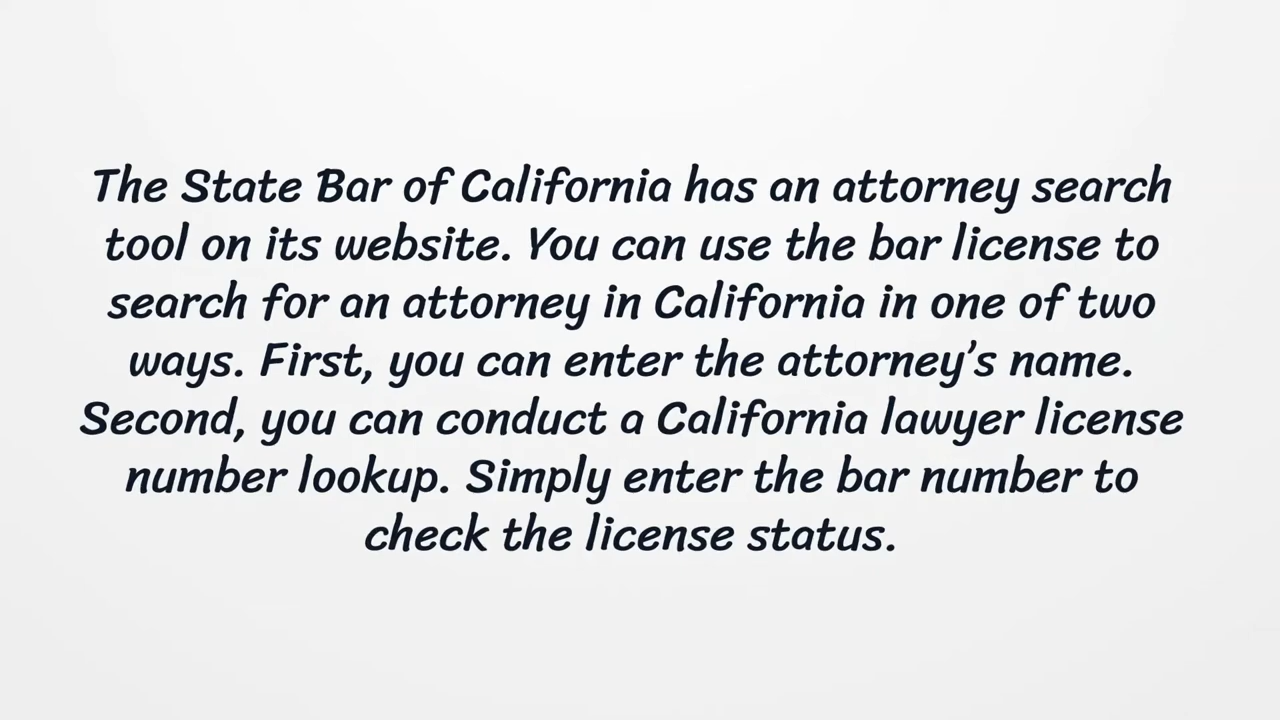 The State Bar of California has an attorney search
tool on its website. You can use the bar license to
search for an attorney in California in one of two
ways. First, you can enter the attorney’s name.
Second, you can conduct a California lawyer license
number lookup. Simply enter the bar number to
check the license status.